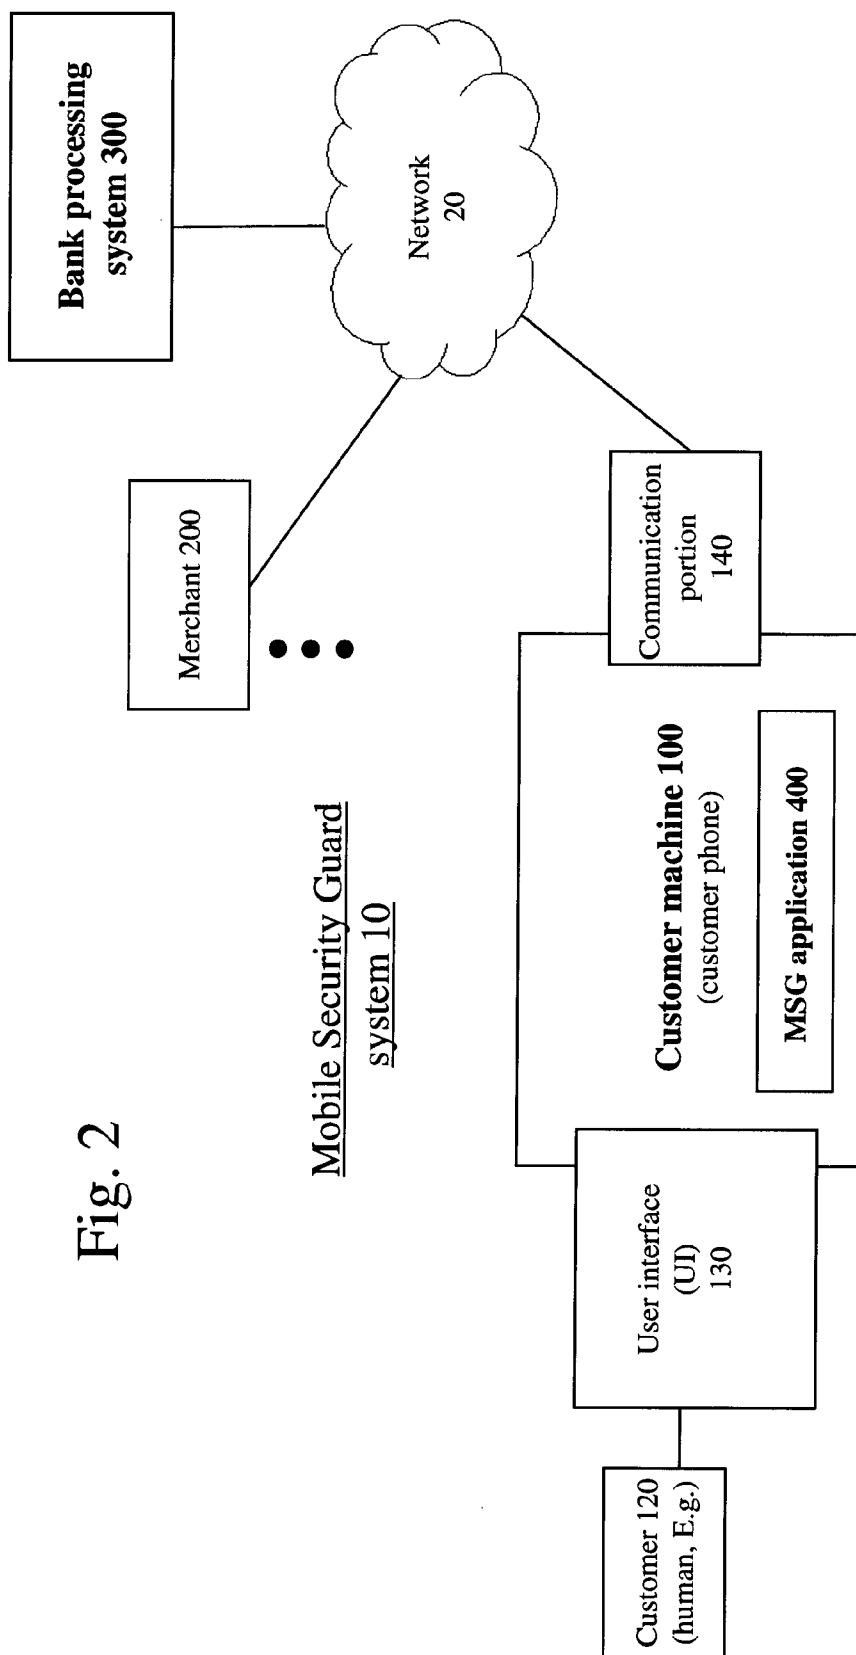 Fig. 2
Mobile Security Guard
system 10
Merchant 200
Bank processing
system 300
Network
20
Customer 120
(human, E.g.)
User interface
(UI)
130
Customer machine 100
(customer phone)
MSG application 400
Communication
portion
140